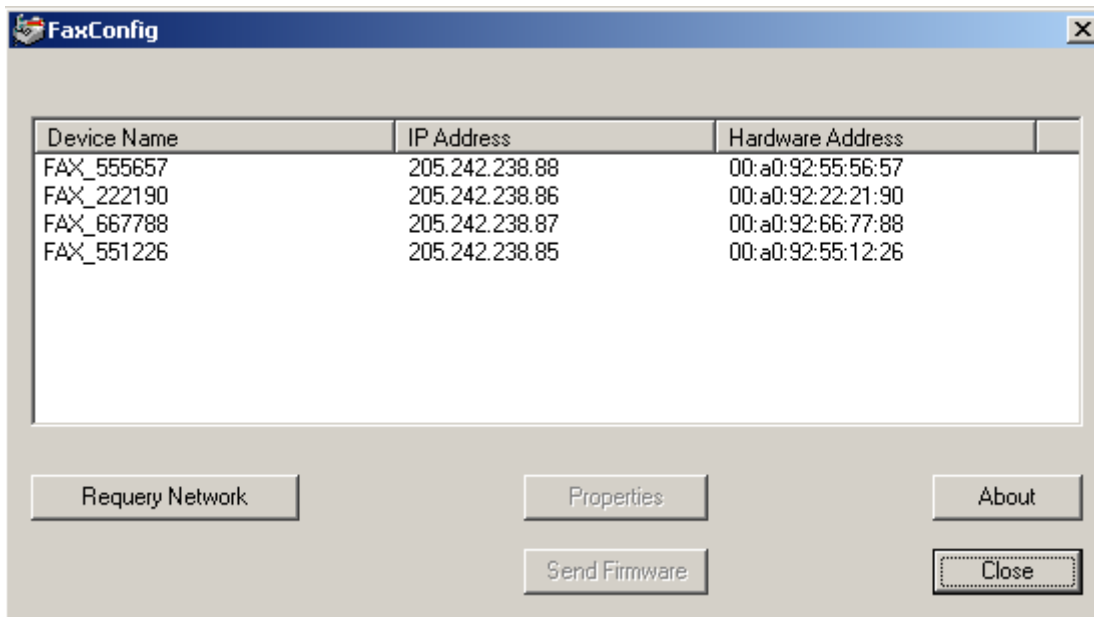 FaxConfig
Device Name IP Address Hardware Address
FAX_555657 205.242.238.88 00:a0:92:55:56:57
FAX_222190 205.242.238.86 00:a0:92:22:21:90
FAX_667788 205.242.238.87 00:a0:92:66:77:88
FAX_551226 205.242.238.85 00:a0:92:55:12:26
Requery Network Properties About
Send Firmware Close